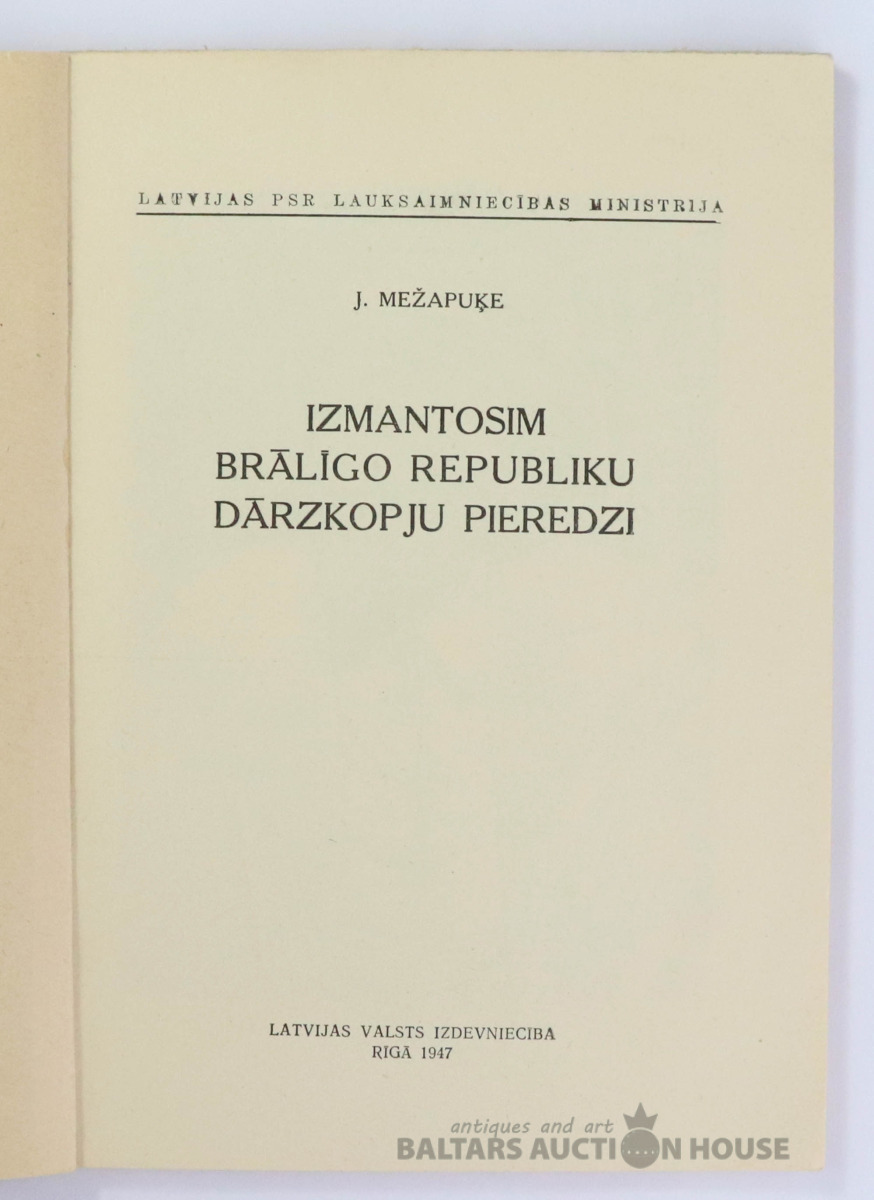 LATVIJAS PSR LAUKSAIMNIECĪBAS MINISTRIJA
J. MEŽAPUĶE
IZMANTOSIM
BRĀLĪGO REPUBLIKU
DĀRZKOPJU PIEREDZI
LATVIJAS VALSTS IZDEVNIECIBA
RĪGĀ 1947
antiques and art
BALTARS AUCTION HOUSE